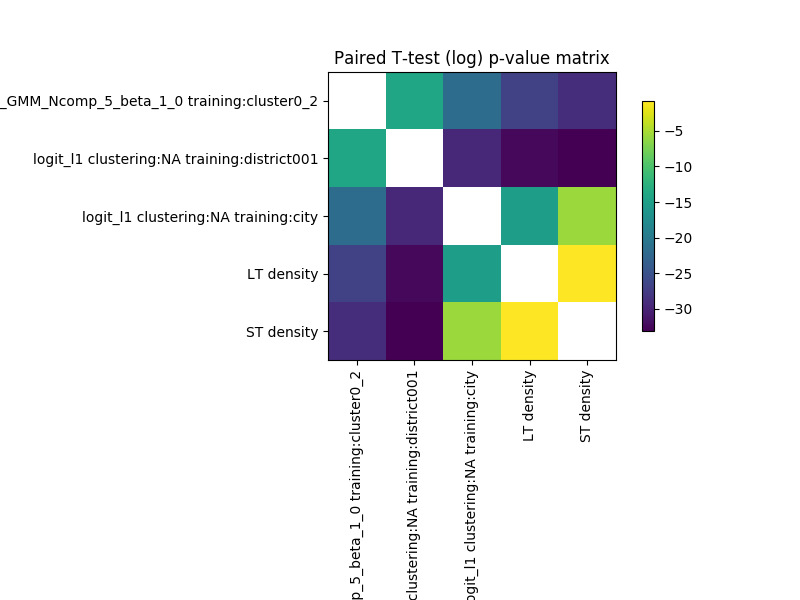 Paired T-test (log) p-value matrix
_GMM_Ncomp_5_beta_1_0 training:cluster0_2
logit_l1 clustering:NA training:district001
logit_l1 clustering:NA training:city
LT density
ST density
−5
−10
−15
−20
−25
−30
p_5_beta_1_0 training:cluster0_2
clustering:NA training:district001
ogit_l1 clustering:NA training:city
LT density
ST density